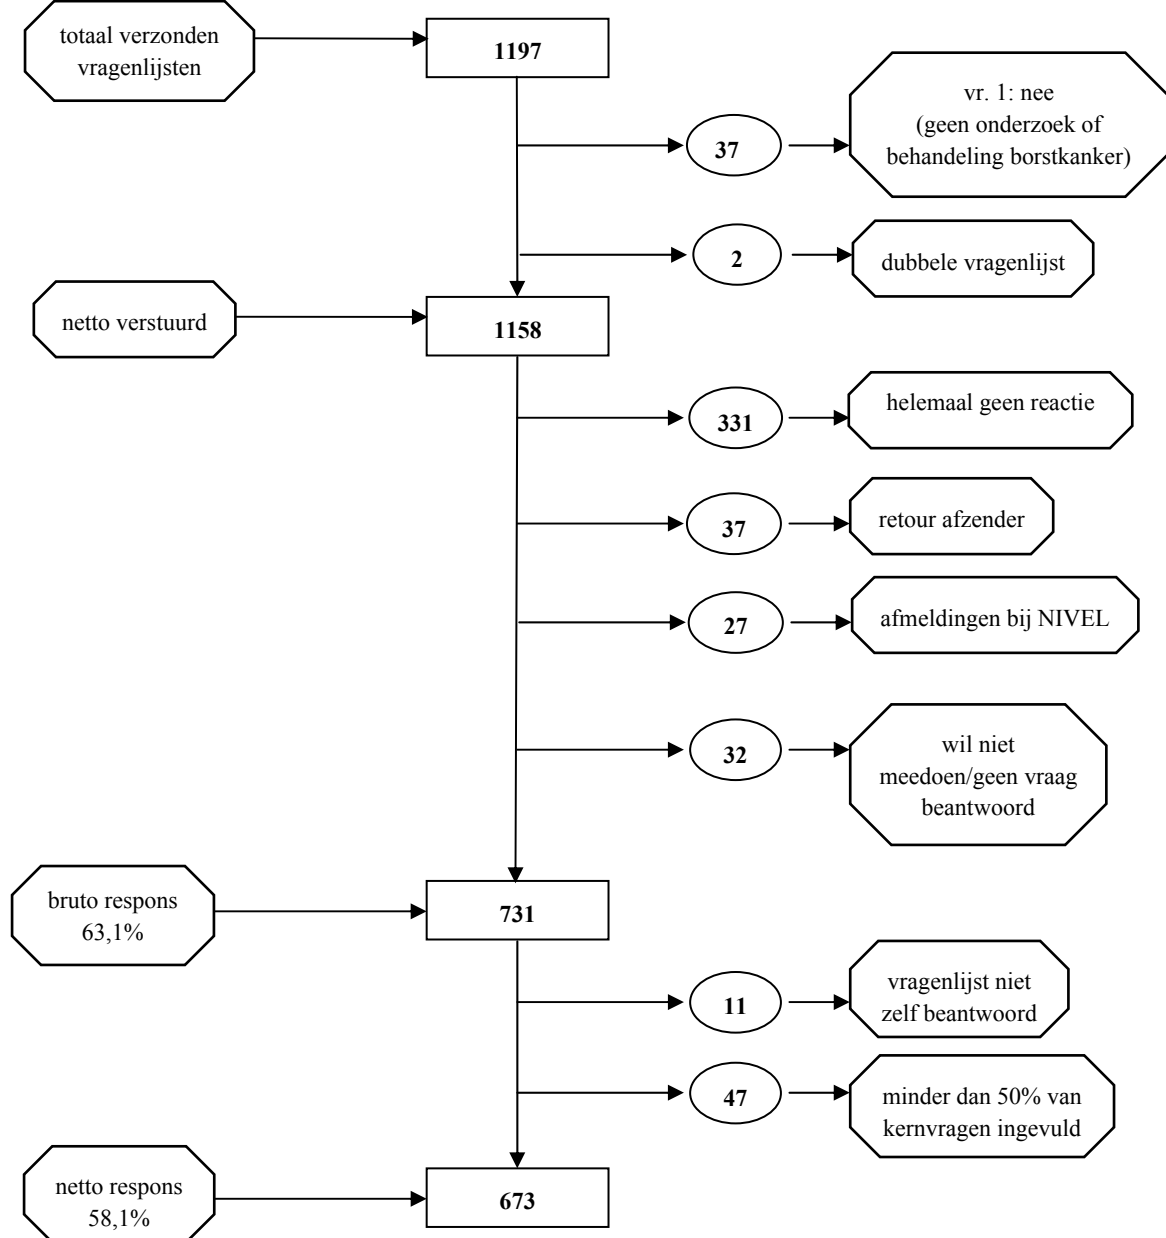 totaal verzonden
vragenlijsten
1197
37
vr. 1: nee
(geen onderzoek of
behandeling borstkanker)
2
dubbele vragenlijst
netto verstuurd
1158
331
helemaal geen reactie
37
retour afzender
27
afmeldingen bij NIVEL
32
wil niet
meedoen/geen vraag
beantwoord
bruto respons
63,1%
731
11
vragenlijst niet
zelf beantwoord
47
minder dan 50% van
kernvragen ingevuld
netto respons
58,1%
673